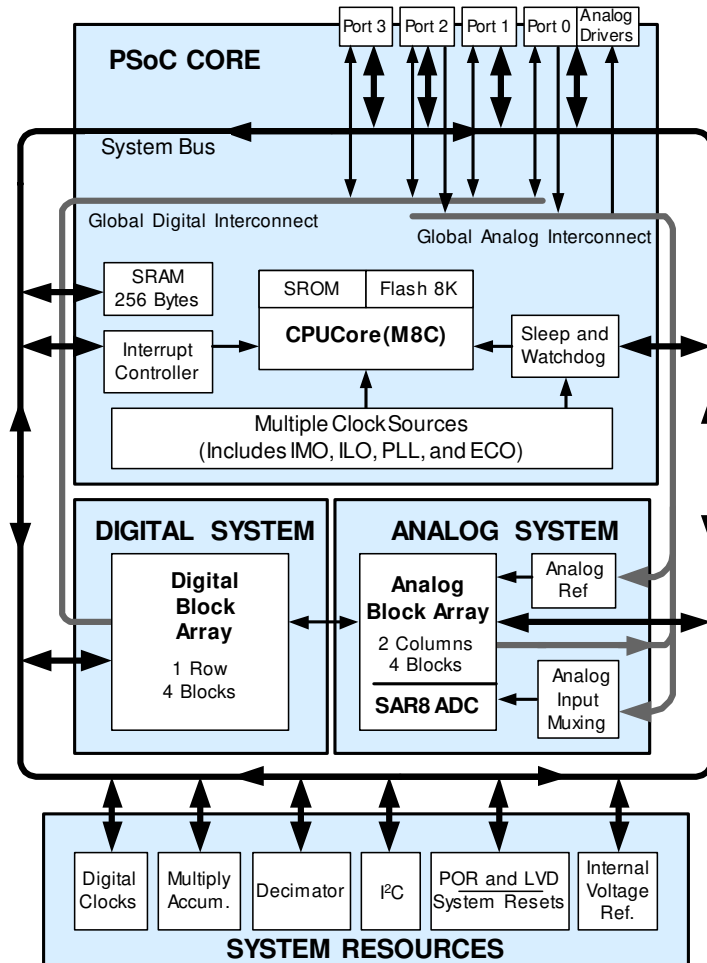 Port 3
Port 2
Port 1
Port 0
Analog
Drivers
PSoC CORE
System Bus
Global Digital Interconnect
Global Analog Interconnect
SRAM
256 Bytes
SROM
Flash 8K
CPUCore(M8C)
Interrupt
Controller
Sleep and
Watchdog
Multiple Clock Sources
(Includes IMO, ILO, PLL, and ECO)
DIGITAL SYSTEM
Digital
Block
Array
1 Row
4 Blocks
ANALOG SYSTEM
Analog
Block Array
2 Columns
4 Blocks
SAR8 ADC
Analog
Ref
Analog
Input
Muxing
Digital
Clocks
Multiply
Accum.
Decimator
I²C
POR and LVD
System Resets
Internal
Voltage
Ref.
SYSTEM RESOURCES